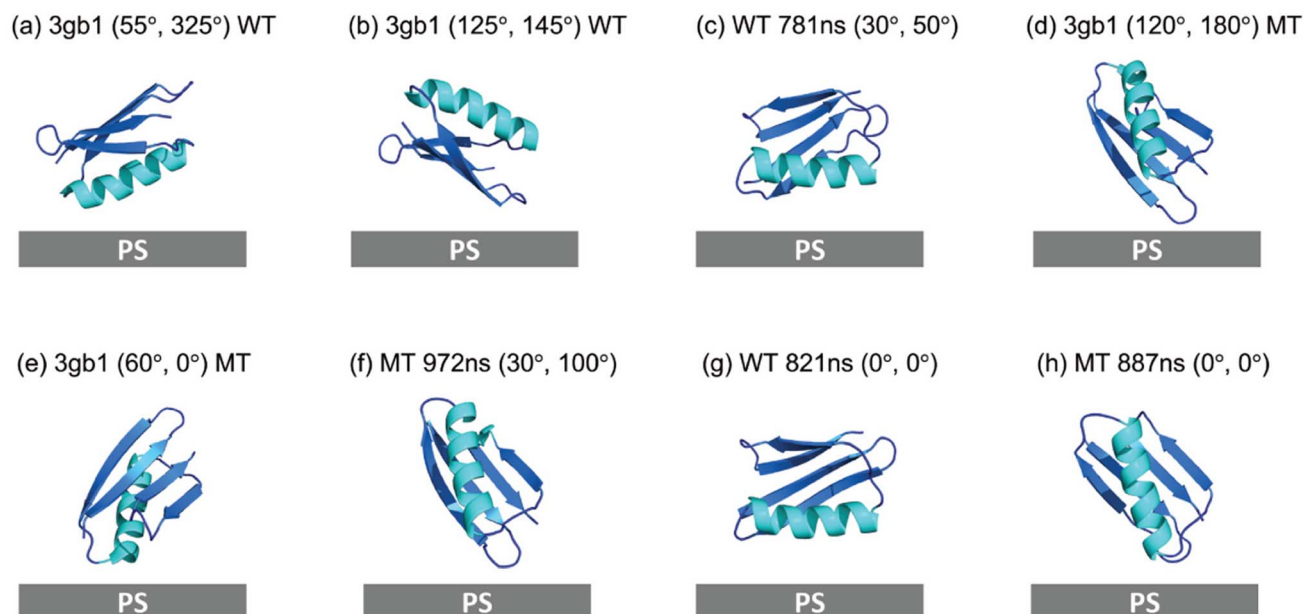 (a) 3gb1 (55°, 325°) WT
(b) 3gb1 (125°, 145°) WT
(c) WT 781ns (30°, 50°)
(d) 3gb1 (120°, 180°) MT
PS
PS
PS
PS
(e) 3gb1 (60°, 0°) MT
(f) MT 972ns (30°, 100°)
(g) WT 821ns (0°, 0°)
(h) MT 887ns (0°, 0°)
PS
PS
PS
PS